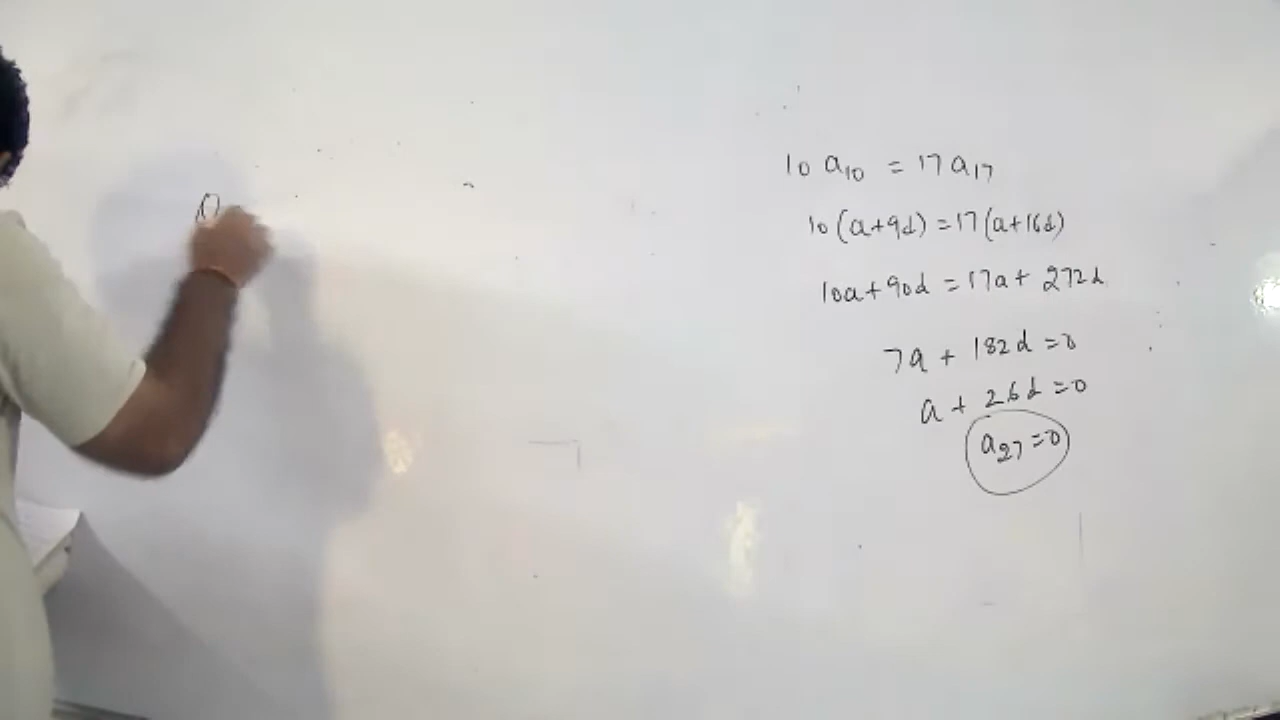 10 a₁₀ = 17 a₁₇
10(a+9d) = 17(a+16d)
10a+90d = 17a+ 272d
7a + 182d = 0
a + 26d = 0
a₂₇ = 0